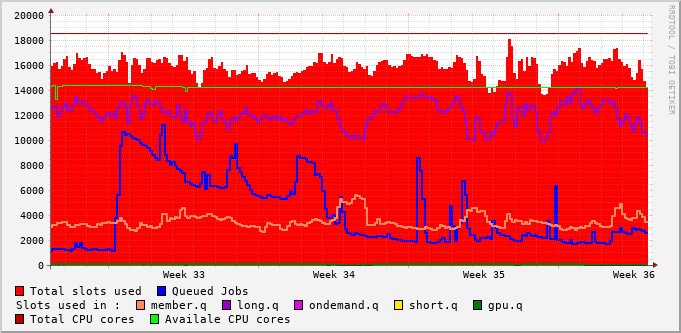 20000
18000
16000
14000
12000
10000
8000
6000
4000
2000
0
Week 33 Week 34 Week 35 Week 36
RRDTOOL / TOBI OETIKER
Total slots used Queued Jobs
Slots used in : member.q long.q ondemand.q short.q gpu.q
Total CPU cores Availale CPU cores